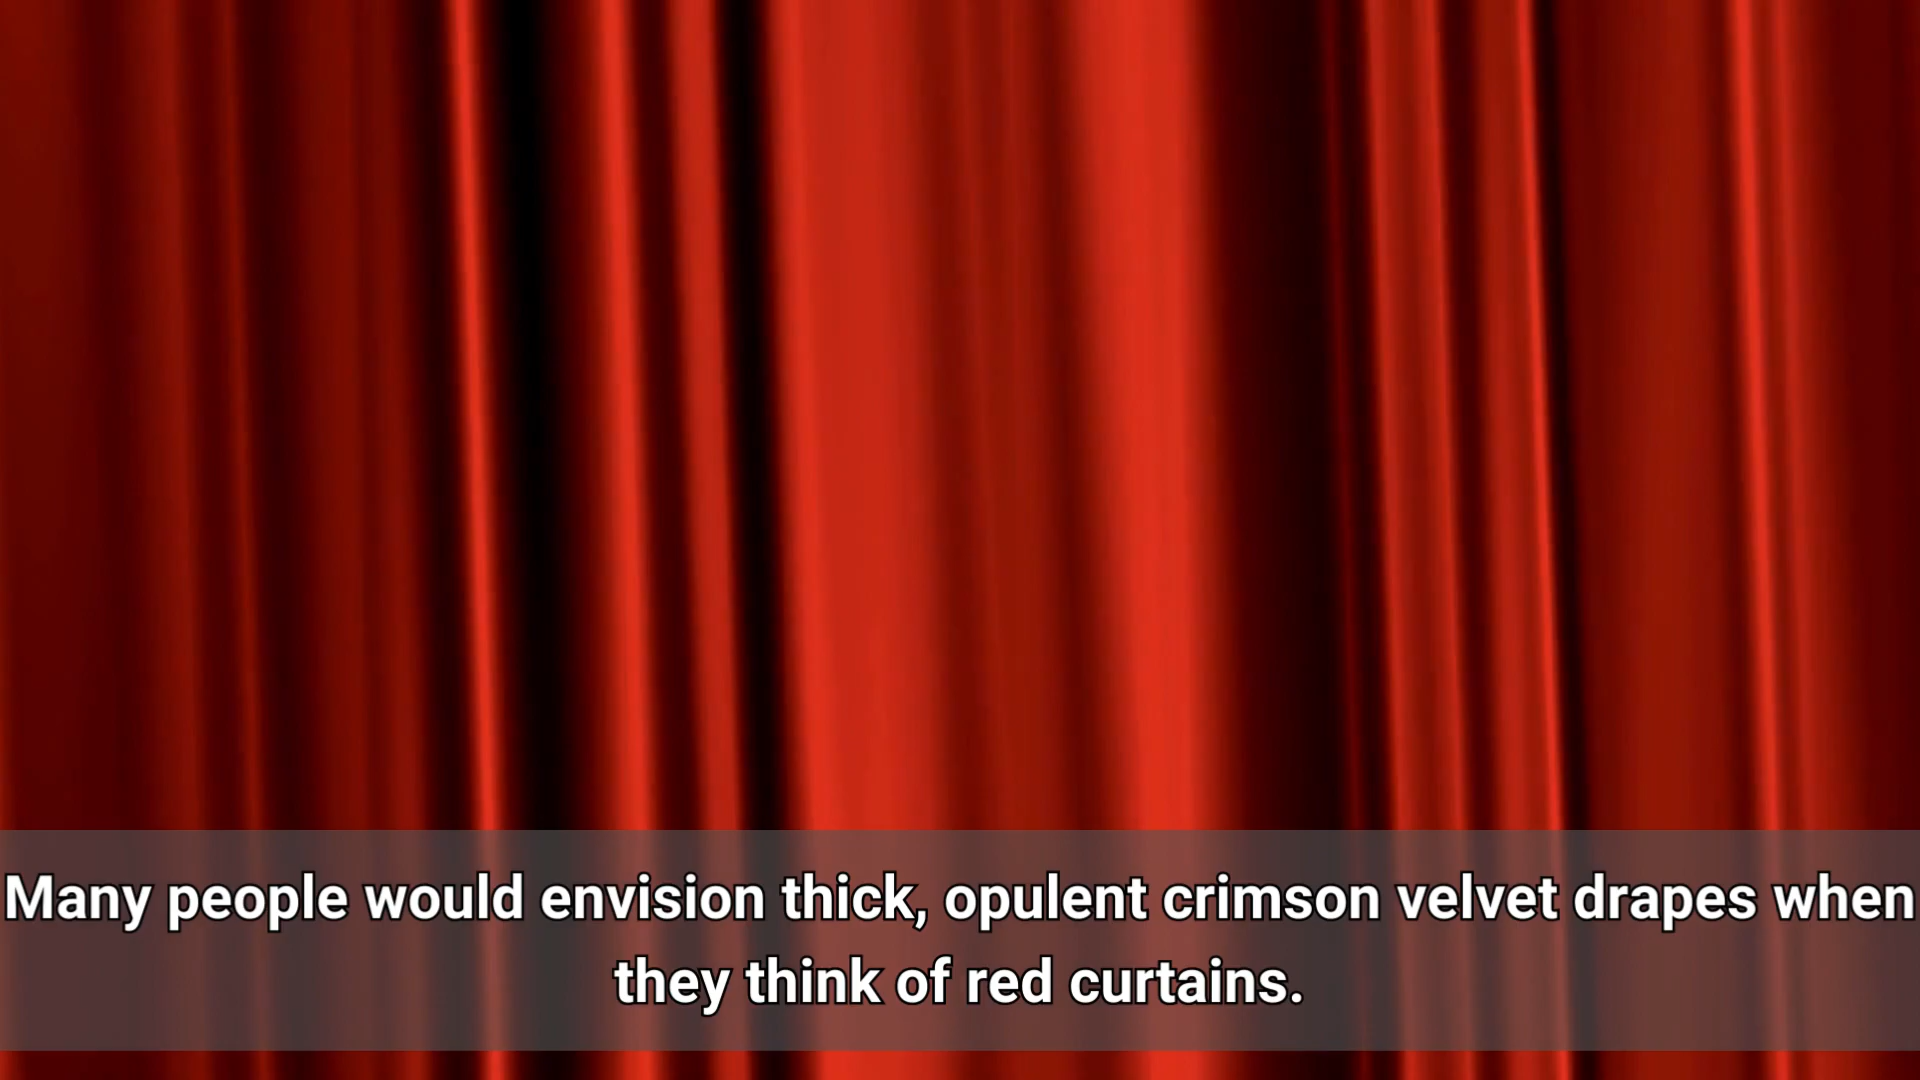 Many people would envision thick, opulent crimson velvet drapes when
they think of red curtains.